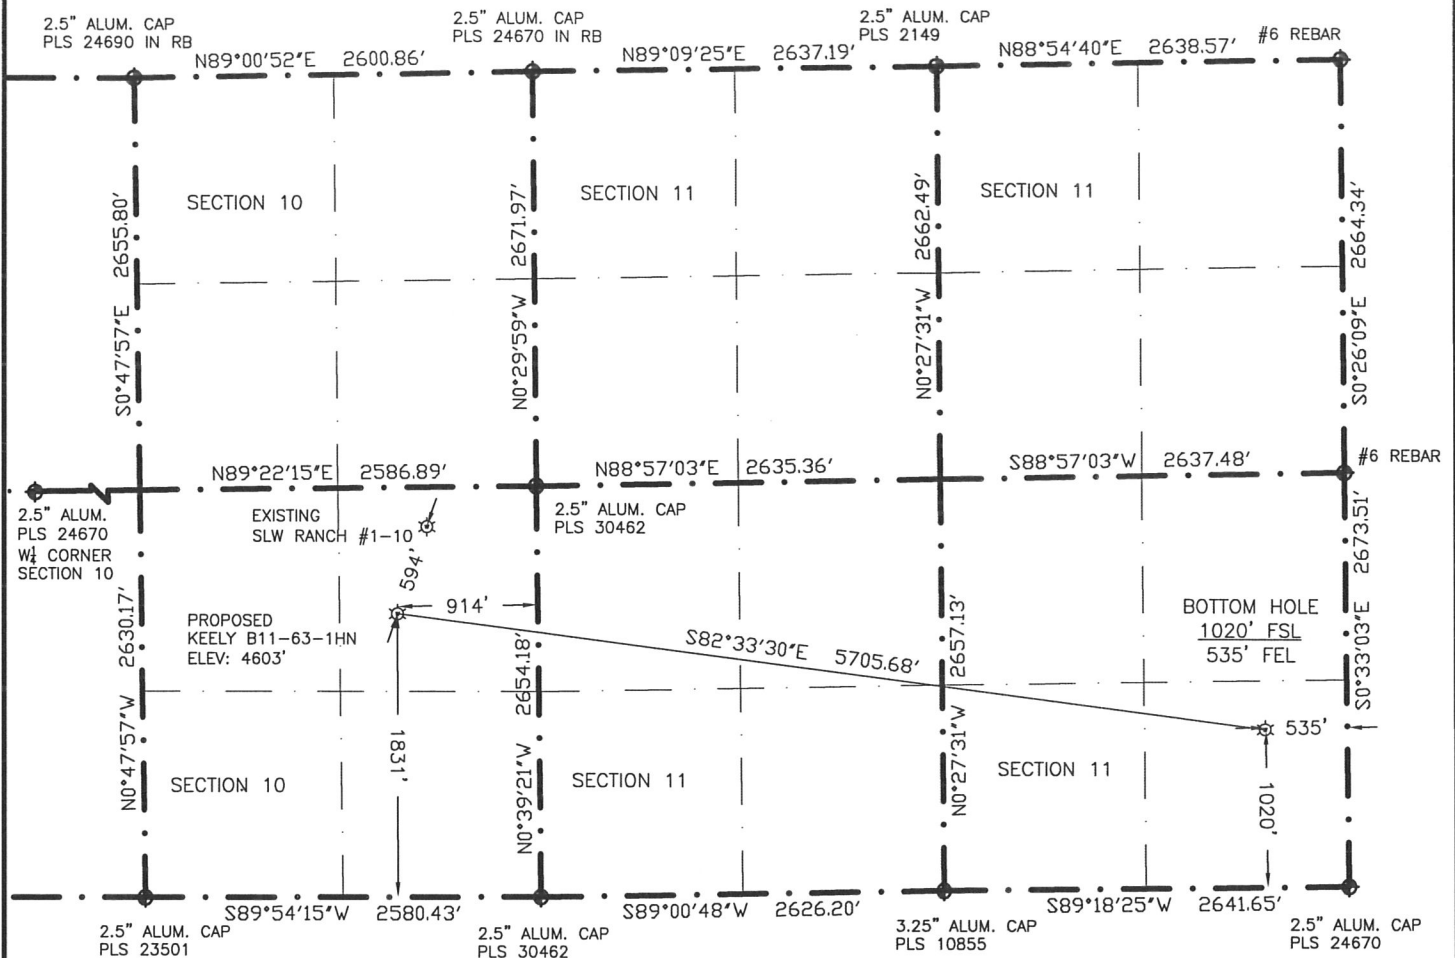 2.5" ALUM. CAP
PLS 24690 IN RB
2.5" ALUM. CAP
PLS 24670 IN RB
2.5" ALUM. CAP
PLS 2149
#6 REBAR
N89°00'52"E 2600.86'
N89°09'25"E 2637.19'
N88°54'40"E 2638.57'
S0°47'57"E 2655.80'
SECTION 10
N0°29'59"W 2671.97'
SECTION 11
N0°27'31"W 2662.49'
SECTION 11
S0°26'09"E 2664.34'
N89°22'15"E 2586.89'
N88°57'03"E 2635.36'
S88°57'03"W 2637.48'
#6 REBAR
2.5" ALUM.
PLS 24670
W¼ CORNER
SECTION 10
EXISTING
SLW RANCH #1-10
2.5" ALUM. CAP
PLS 30462
594'
914'
PROPOSED
KEELY B11-63-1HN
ELEV: 4603'
S82°33'30"E 5705.68'
BOTTOM HOLE
1020' FSL
535' FEL
N0°47'57"W 2630.17'
1831'
N0°39'21"W 2654.18'
N0°27'31"W 2657.13'
535'
1020'
S0°33'03"E 2673.51'
SECTION 10
SECTION 11
SECTION 11
S89°54'15"W 2580.43'
S89°00'48"W 2626.20'
S89°18'25"W 2641.65'
2.5" ALUM. CAP
PLS 23501
2.5" ALUM. CAP
PLS 30462
3.25" ALUM. CAP
PLS 10855
2.5" ALUM. CAP
PLS 24670